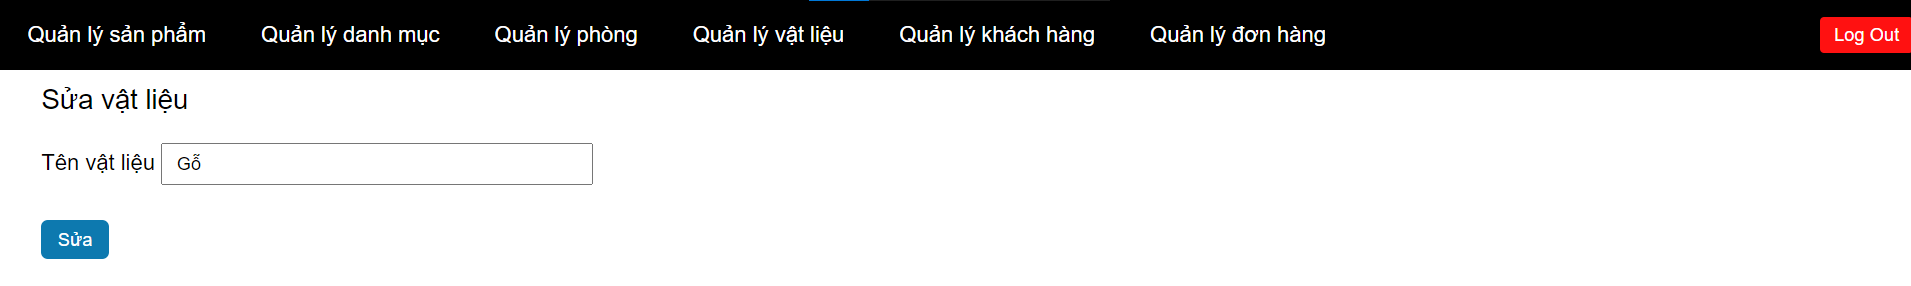 Quản lý sản phẩm Quản lý danh mục Quản lý phòng Quản lý vật liệu Quản lý khách hàng Quản lý đơn hàng Log Out
Sửa vật liệu
Tên vật liệu Gỗ
Sửa